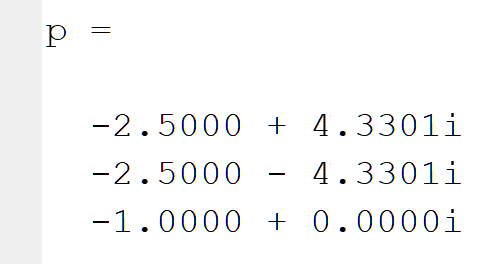 p =
-2.5000 + 4.3301i
-2.5000 - 4.3301i
-1.0000 + 0.0000i